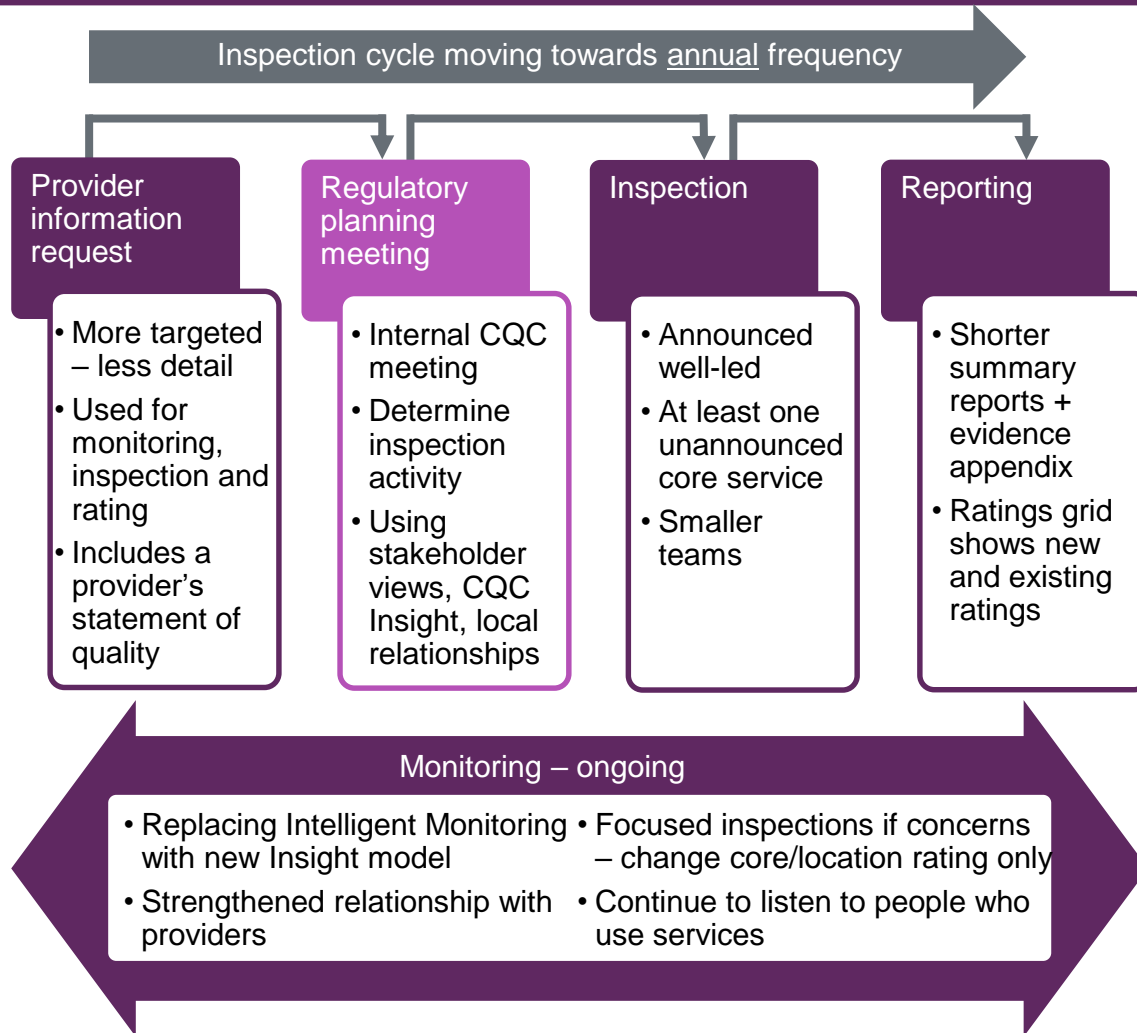 Inspection cycle moving towards annual frequency
Provider
information
request
• More targeted
– less detail
• Used for
monitoring,
inspection and
rating
• Includes a
provider’s
statement of
quality
Regulatory
planning
meeting
• Internal CQC
meeting
• Determine
inspection
activity
• Using
stakeholder
views, CQC
Insight, local
relationships
Inspection
• Announced
well-led
• At least one
unannounced
core service
• Smaller
teams
Reporting
• Shorter
summary
reports +
evidence
appendix
• Ratings grid
shows new
and existing
ratings
Monitoring – ongoing
• Replacing Intelligent Monitoring
with new Insight model
• Strengthened relationship with
providers
• Focused inspections if concerns
– change core/location rating only
• Continue to listen to people who
use services